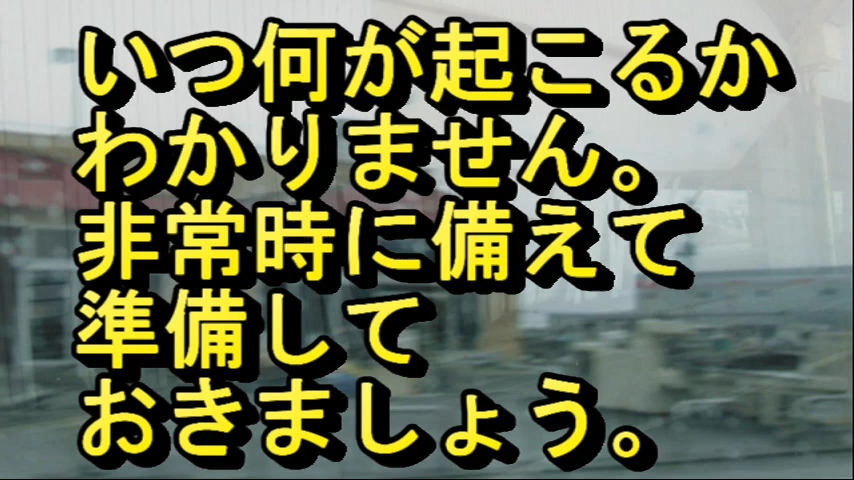 いつ何が起こるか
わかりません。
非常時に備えて
準備して
おきましょう。